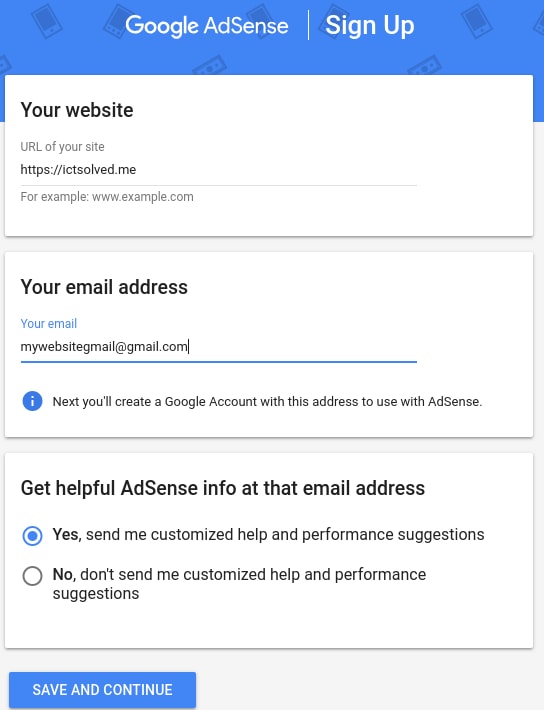 Google AdSense | Sign Up
Your website
URL of your site
https://ictsolved.me
For example: www.example.com
Your email address
Your email
mywebsitegmail@gmail.com
Next you'll create a Google Account with this address to use with AdSense.
Get helpful AdSense info at that email address
Yes, send me customized help and performance suggestions
No, don't send me customized help and performance
suggestions
SAVE AND CONTINUE